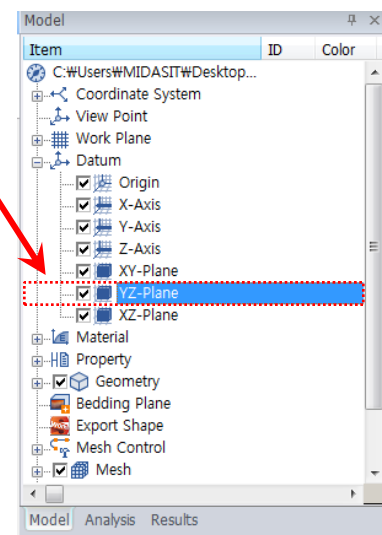 Model
Item ID Color
C:₩Users₩MIDASIT₩Desktop...
Coordinate System
View Point
Work Plane
Datum
Origin
X-Axis
Y-Axis
Z-Axis
XY-Plane
YZ-Plane
XZ-Plane
Material
Property
Geometry
Bedding Plane
Export Shape
Mesh Control
Mesh
Model Analysis Results